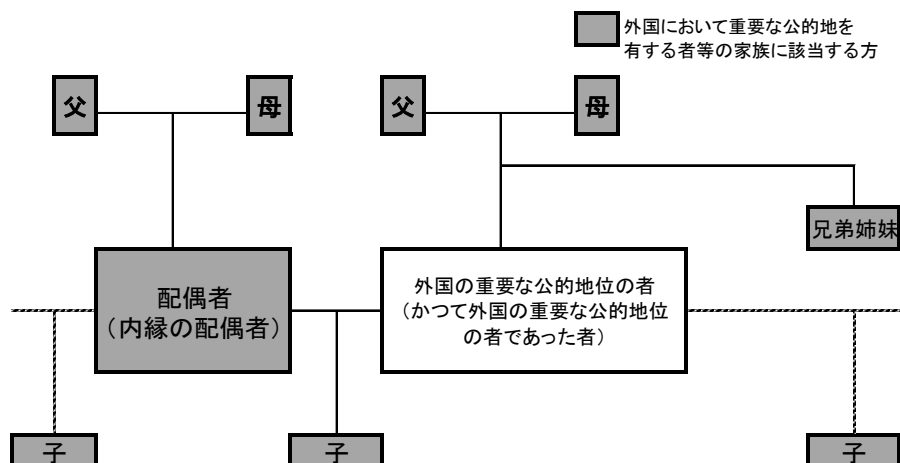 外国において重要な公的地を
有する者等の家族に該当する方
父
母
父
母
兄弟姉妹
配偶者
（内縁の配偶者）
外国の重要な公的地位の者
（かつて外国の重要な公的地位
の者であった者）
子
子
子